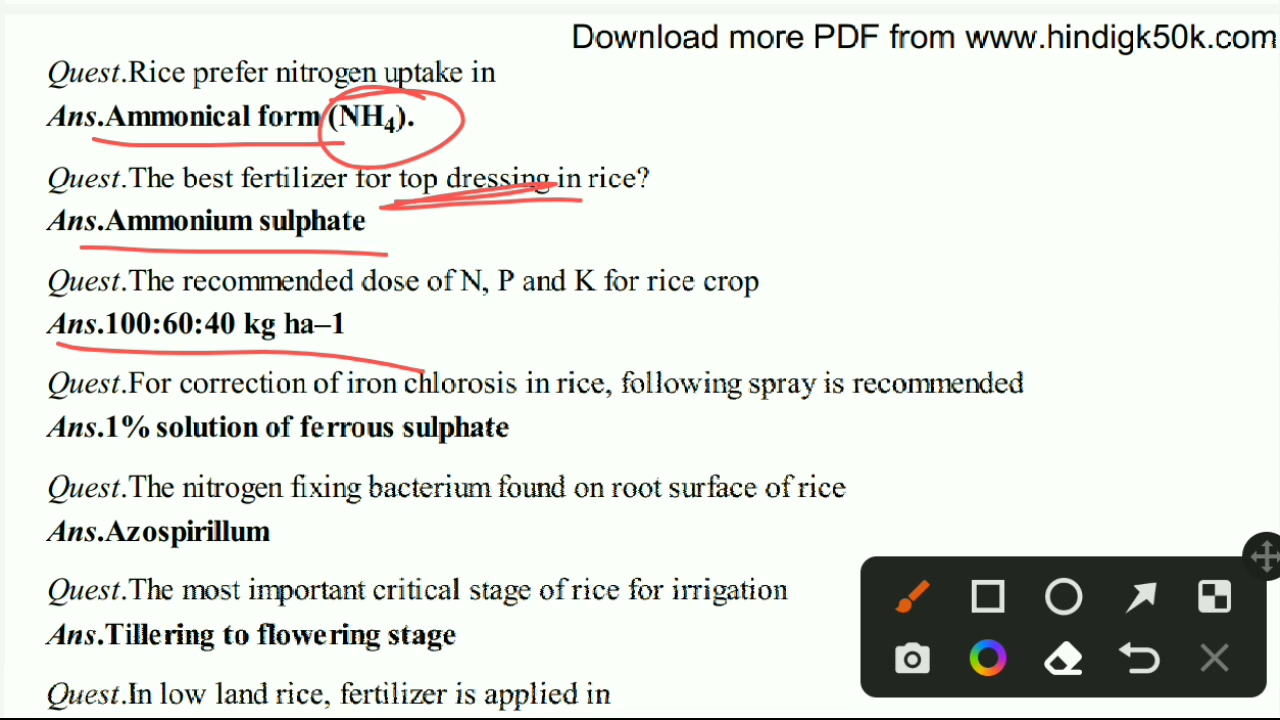 Download more PDF from www.hindigk50k.com
Quest.Rice prefer nitrogen uptake in
Ans.Ammonical form (NH₄).
Quest.The best fertilizer for top dressing in rice?
Ans.Ammonium sulphate
Quest.The recommended dose of N, P and K for rice crop
Ans.100:60:40 kg ha–1
Quest.For correction of iron chlorosis in rice, following spray is recommended
Ans.1% solution of ferrous sulphate
Quest.The nitrogen fixing bacterium found on root surface of rice
Ans.Azospirillum
Quest.The most important critical stage of rice for irrigation
Ans.Tillering to flowering stage
Quest.In low land rice, fertilizer is applied in